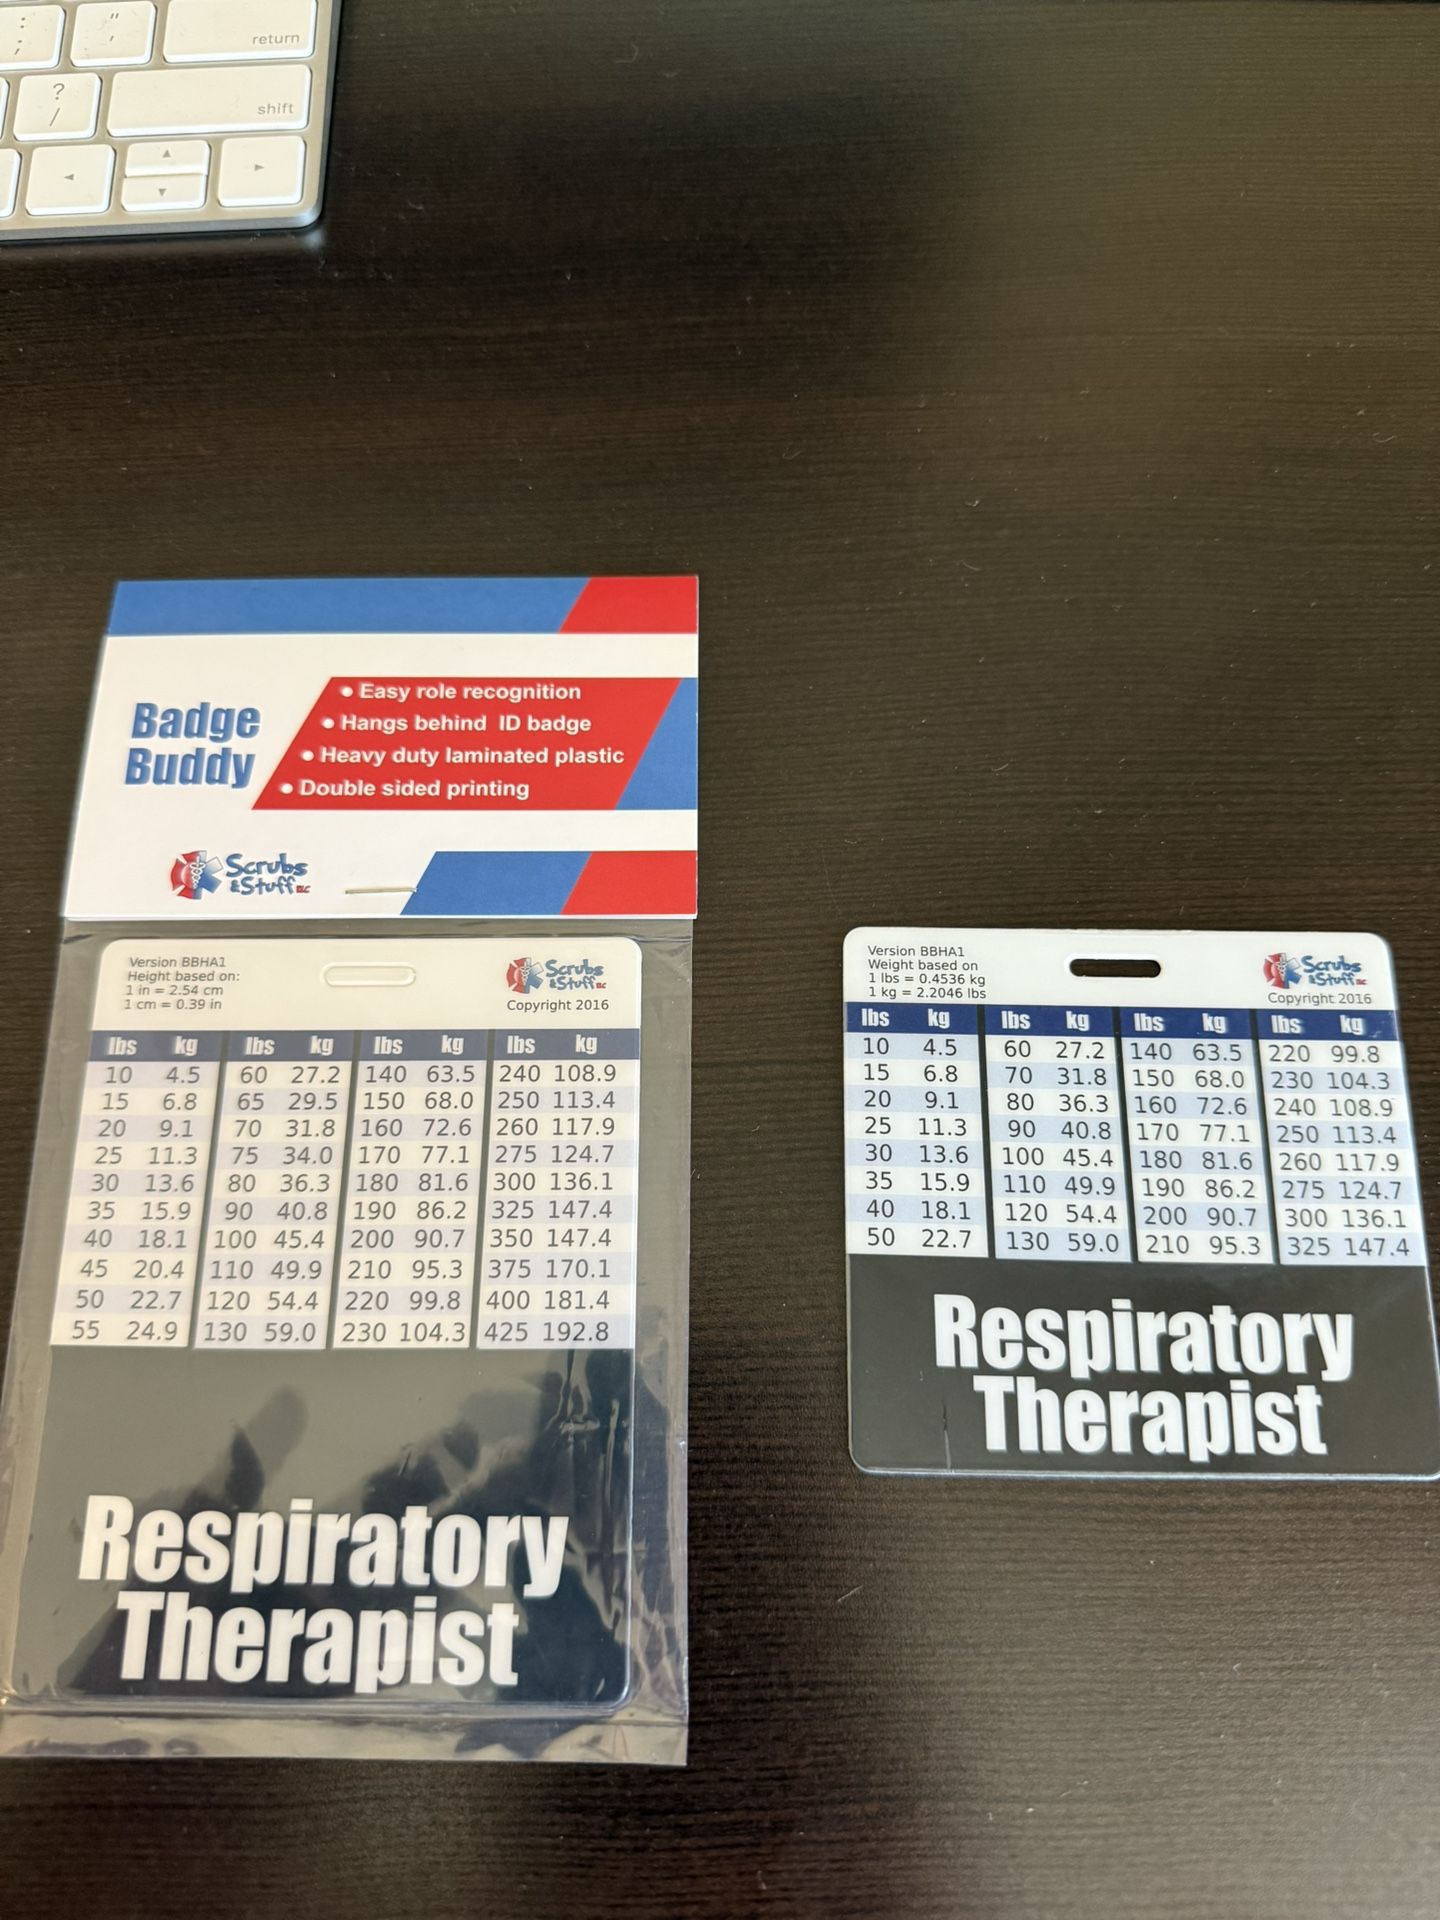 : ;
" '
return
? /
shift
Badge
Buddy
• Easy role recognition
• Hangs behind ID badge
• Heavy duty laminated plastic
• Double sided printing
Scrubs
&Stuff LLC
Version BBHA1
Height based on:
1 in = 2.54 cm
1 cm = 0.39 in
Scrubs
&Stuff LLC
Copyright 2016
lbs kg lbs kg lbs kg lbs kg
10 4.5 60 27.2 140 63.5 240 108.9
15 6.8 65 29.5 150 68.0 250 113.4
20 9.1 70 31.8 160 72.6 260 117.9
25 11.3 75 34.0 170 77.1 275 124.7
30 13.6 80 36.3 180 81.6 300 136.1
35 15.9 90 40.8 190 86.2 325 147.4
40 18.1 100 45.4 200 90.7 350 147.4
45 20.4 110 49.9 210 95.3 375 170.1
50 22.7 120 54.4 220 99.8 400 181.4
55 24.9 130 59.0 230 104.3 425 192.8
Respiratory
Therapist
Version BBHA1
Weight based on
1 lbs = 0.4536 kg
1 kg = 2.2046 lbs
Scrubs
&Stuff LLC
Copyright 2016
lbs kg lbs kg lbs kg lbs kg
10 4.5 60 27.2 140 63.5 220 99.8
15 6.8 70 31.8 150 68.0 230 104.3
20 9.1 80 36.3 160 72.6 240 108.9
25 11.3 90 40.8 170 77.1 250 113.4
30 13.6 100 45.4 180 81.6 260 117.9
35 15.9 110 49.9 190 86.2 275 124.7
40 18.1 120 54.4 200 90.7 300 136.1
50 22.7 130 59.0 210 95.3 325 147.4
Respiratory
Therapist